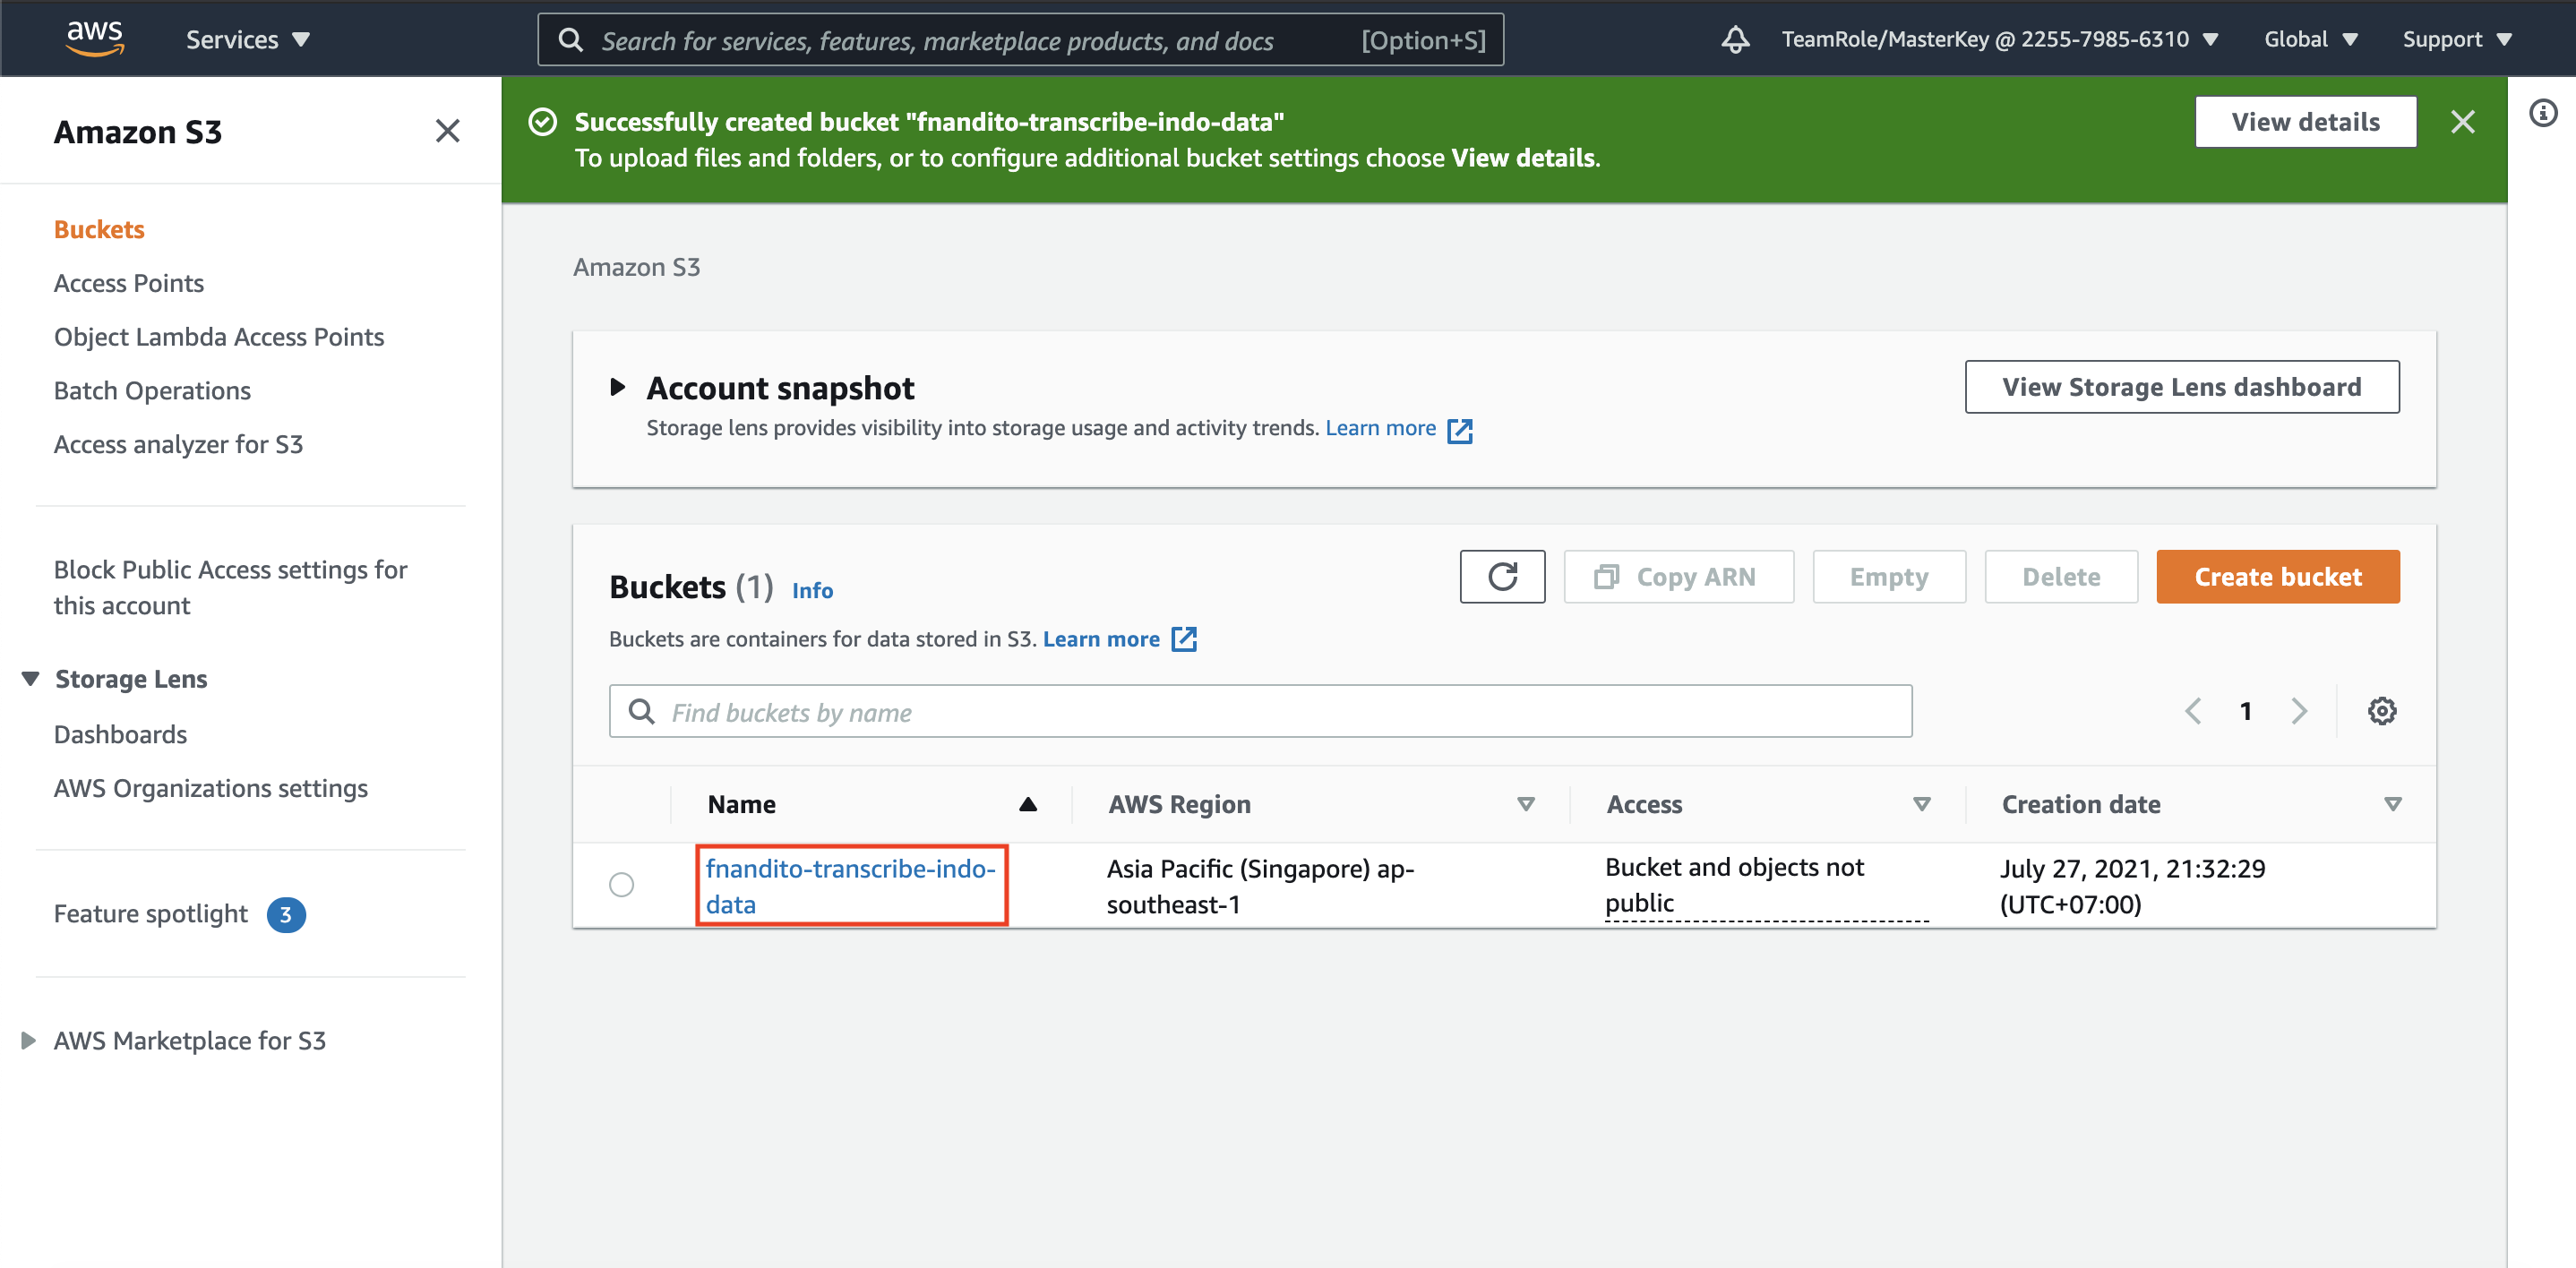 aws
Services
Search for services, features, marketplace products, and docs
[Option+S]
TeamRole/MasterKey @ 2255-7985-6310
Global
Support
Amazon S3
Buckets
Access Points
Object Lambda Access Points
Batch Operations
Access analyzer for S3
Block Public Access settings for
this account
Storage Lens
Dashboards
AWS Organizations settings
Feature spotlight 3
AWS Marketplace for S3
Successfully created bucket "fnandito-transcribe-indo-data"
To upload files and folders, or to configure additional bucket settings choose View details.
View details
Amazon S3
Account snapshot
Storage lens provides visibility into storage usage and activity trends. Learn more
View Storage Lens dashboard
Buckets (1) Info
Buckets are containers for data stored in S3. Learn more
Copy ARN
Empty
Delete
Create bucket
Find buckets by name
1
Name
AWS Region
Access
Creation date
fnandito-transcribe-indo-
data
Asia Pacific (Singapore) ap-
southeast-1
Bucket and objects not
public
July 27, 2021, 21:32:29
(UTC+07:00)